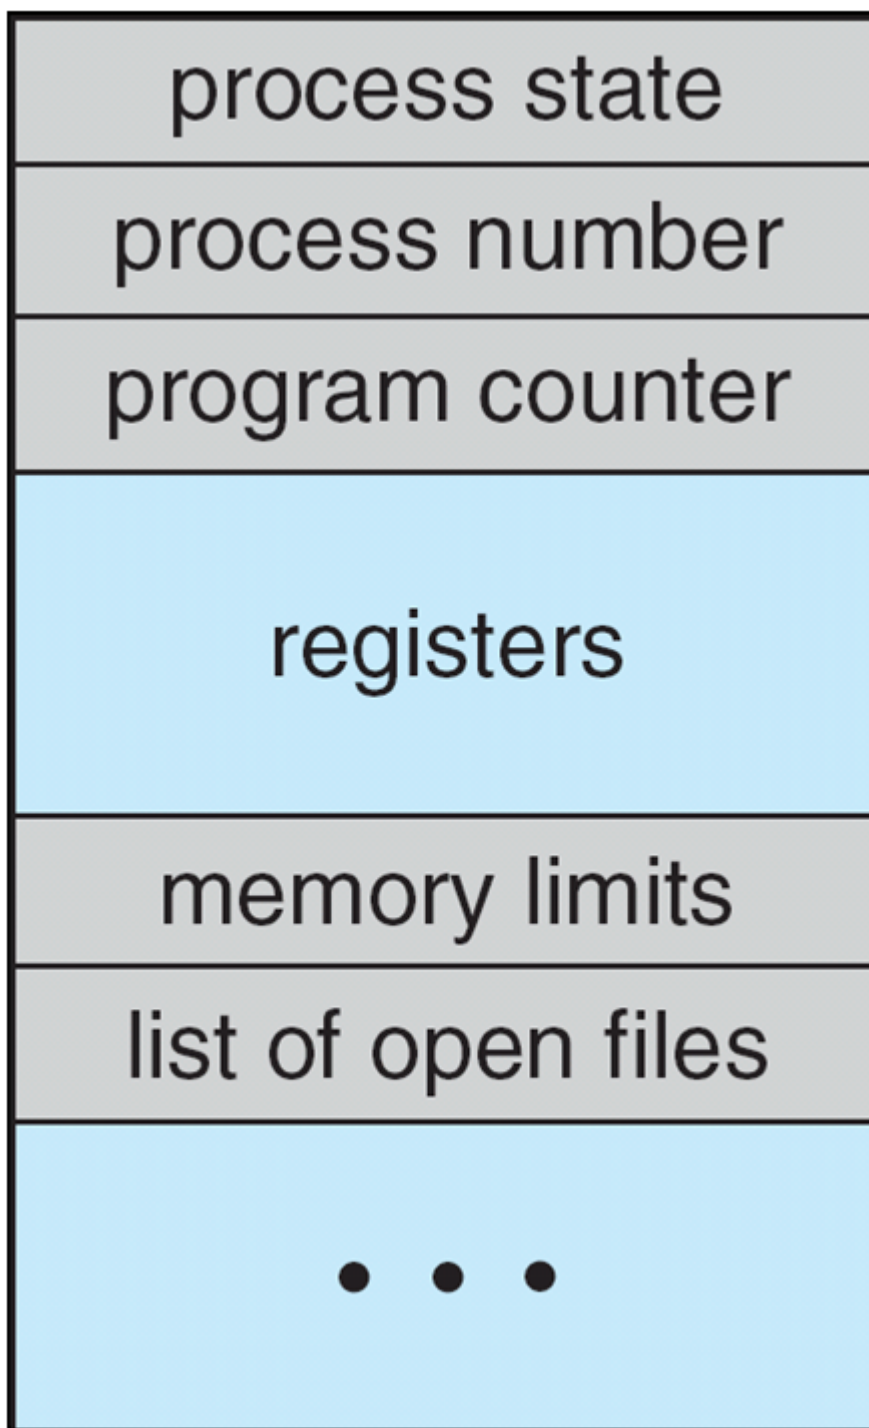 process state
process number
program counter
registers
memory limits
list of open files
• • •